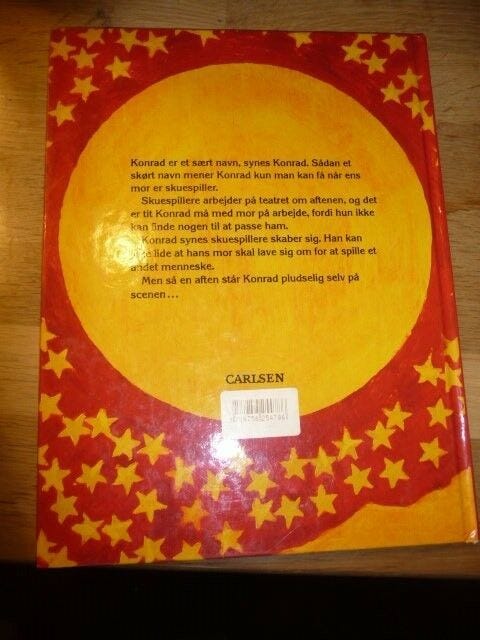 Konrad er et sært navn, synes Konrad. Sådan et
skørt navn mener Konrad kun man kan få når ens
mor er skuespiller.
Skuespillere arbejder på teatret om aftenen, og det
er tit Konrad må med mor på arbejde, fordi hun ikke
kan finde nogen til at passe ham.
Konrad synes skuespillere skaber sig. Han kan
lide at hans mor skal lave sig om for at spille et
andet menneske.
Men så en aften står Konrad pludselig selv på
scenen...
CARLSEN